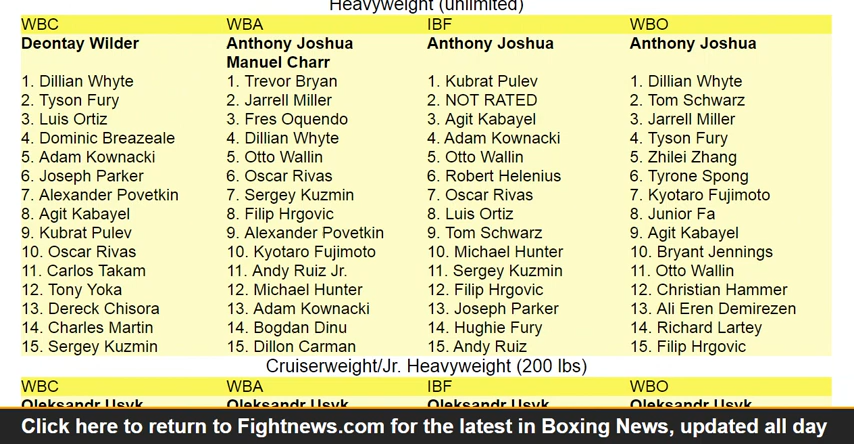 Heavyweight (unlimited)
WBC WBA IBF WBO
Deontay Wilder Anthony Joshua Anthony Joshua Anthony Joshua
Manuel Charr
1. Dillian Whyte 1. Trevor Bryan 1. Kubrat Pulev 1. Dillian Whyte
2. Tyson Fury 2. Jarrell Miller 2. NOT RATED 2. Tom Schwarz
3. Luis Ortiz 3. Fres Oquendo 3. Agit Kabayel 3. Jarrell Miller
4. Dominic Breazeale 4. Dillian Whyte 4. Adam Kownacki 4. Tyson Fury
5. Adam Kownacki 5. Otto Wallin 5. Otto Wallin 5. Zhilei Zhang
6. Joseph Parker 6. Oscar Rivas 6. Robert Helenius 6. Tyrone Spong
7. Alexander Povetkin 7. Sergey Kuzmin 7. Oscar Rivas 7. Kyotaro Fujimoto
8. Agit Kabayel 8. Filip Hrgovic 8. Luis Ortiz 8. Junior Fa
9. Kubrat Pulev 9. Alexander Povetkin 9. Tom Schwarz 9. Agit Kabayel
10. Oscar Rivas 10. Kyotaro Fujimoto 10. Michael Hunter 10. Bryant Jennings
11. Carlos Takam 11. Andy Ruiz Jr. 11. Sergey Kuzmin 11. Otto Wallin
12. Tony Yoka 12. Michael Hunter 12. Filip Hrgovic 12. Christian Hammer
13. Dereck Chisora 13. Adam Kownacki 13. Joseph Parker 13. Ali Eren Demirezen
14. Charles Martin 14. Bogdan Dinu 14. Hughie Fury 14. Richard Lartey
15. Sergey Kuzmin 15. Dillon Carman 15. Andy Ruiz 15. Filip Hrgovic
Cruiserweight/Jr. Heavyweight (200 lbs)
WBC WBA IBF WBO
Oleksandr Usyk Oleksandr Usyk Oleksandr Usyk Oleksandr Usyk
Click here to return to Fightnews.com for the latest in Boxing News, updated all day